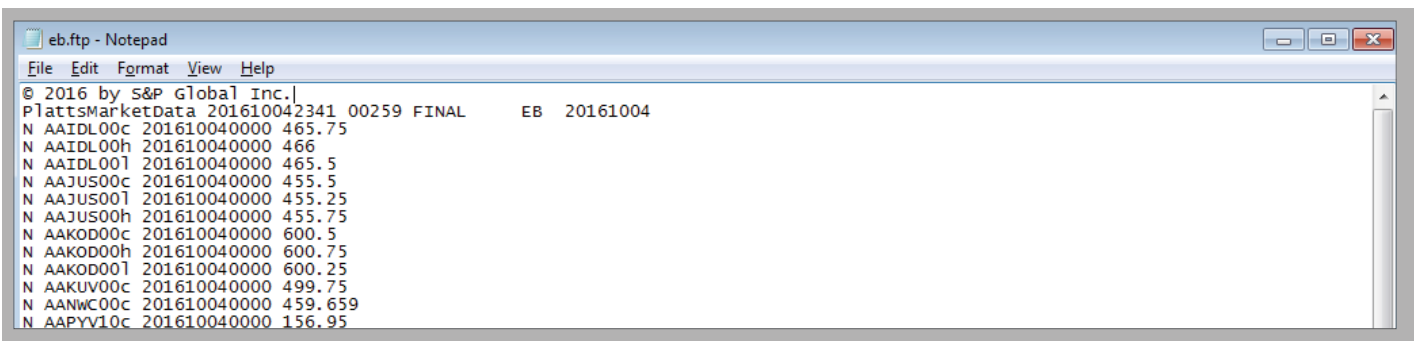 eb.ftp - Notepad
File Edit Format View Help
© 2016 by S&P Global Inc.
PlattsMarketData 201610042341 00259 FINAL      EB  20161004
N AAIDL00c 201610040000 465.75
N AAIDL00h 201610040000 466
N AAIDL00l 201610040000 465.5
N AAJUS00c 201610040000 455.5
N AAJUS00l 201610040000 455.25
N AAJUS00h 201610040000 455.75
N AAKOD00c 201610040000 600.5
N AAKOD00h 201610040000 600.75
N AAKOD00l 201610040000 600.25
N AAKUV00c 201610040000 499.75
N AANWC00c 201610040000 459.659
N AAPYV10c 201610040000 156.95